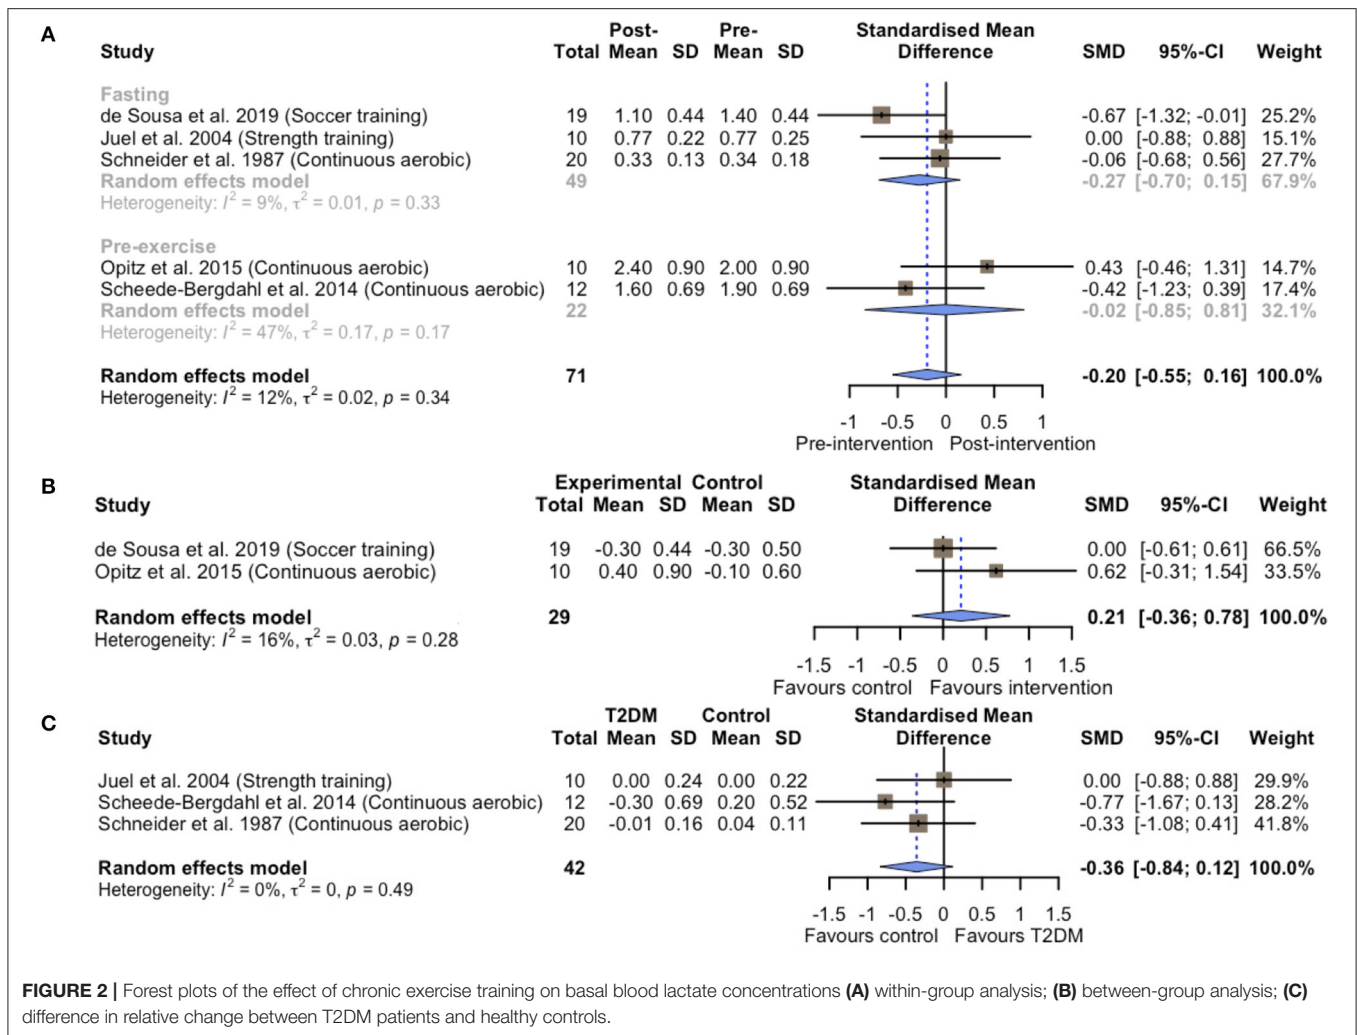 A
Post- Pre- Standardised Mean
Study Total Mean SD Mean SD Difference SMD 95%-CI Weight
Fasting
de Sousa et al. 2019 (Soccer training) 19 1.10 0.44 1.40 0.44 -0.67 [-1.32; -0.01] 25.2%
Juel et al. 2004 (Strength training) 10 0.77 0.22 0.77 0.25 0.00 [-0.88; 0.88] 15.1%
Schneider et al. 1987 (Continuous aerobic) 20 0.33 0.13 0.34 0.18 -0.06 [-0.68; 0.56] 27.7%
Random effects model 49 -0.27 [-0.70; 0.15] 67.9%
Heterogeneity: I² = 9%, τ² = 0.01, p = 0.33
Pre-exercise
Opitz et al. 2015 (Continuous aerobic) 10 2.40 0.90 2.00 0.90 0.43 [-0.46; 1.31] 14.7%
Scheede-Bergdahl et al. 2014 (Continuous aerobic) 12 1.60 0.69 1.90 0.69 -0.42 [-1.23; 0.39] 17.4%
Random effects model 22 -0.02 [-0.85; 0.81] 32.1%
Heterogeneity: I² = 47%, τ² = 0.17, p = 0.17
Random effects model 71 -0.20 [-0.55; 0.16] 100.0%
Heterogeneity: I² = 12%, τ² = 0.02, p = 0.34
-1 -0.5 0 0.5 1
Pre-intervention Post-intervention
B
Experimental Control Standardised Mean
Study Total Mean SD Mean SD Difference SMD 95%-CI Weight
de Sousa et al. 2019 (Soccer training) 19 -0.30 0.44 -0.30 0.50 0.00 [-0.61; 0.61] 66.5%
Opitz et al. 2015 (Continuous aerobic) 10 0.40 0.90 -0.10 0.60 0.62 [-0.31; 1.54] 33.5%
Random effects model 29 0.21 [-0.36; 0.78] 100.0%
Heterogeneity: I² = 16%, τ² = 0.03, p = 0.28
-1.5 -1 -0.5 0 0.5 1 1.5
Favours control Favours intervention
C
T2DM Control Standardised Mean
Study Total Mean SD Mean SD Difference SMD 95%-CI Weight
Juel et al. 2004 (Strength training) 10 0.00 0.24 0.00 0.22 0.00 [-0.88; 0.88] 29.9%
Scheede-Bergdahl et al. 2014 (Continuous aerobic) 12 -0.30 0.69 0.20 0.52 -0.77 [-1.67; 0.13] 28.2%
Schneider et al. 1987 (Continuous aerobic) 20 -0.01 0.16 0.04 0.11 -0.33 [-1.08; 0.41] 41.8%
Random effects model 42 -0.36 [-0.84; 0.12] 100.0%
Heterogeneity: I² = 0%, τ² = 0, p = 0.49
-1.5 -1 -0.5 0 0.5 1 1.5
Favours control Favours T2DM
FIGURE 2 | Forest plots of the effect of chronic exercise training on basal blood lactate concentrations (A) within-group analysis; (B) between-group analysis; (C)
difference in relative change between T2DM patients and healthy controls.